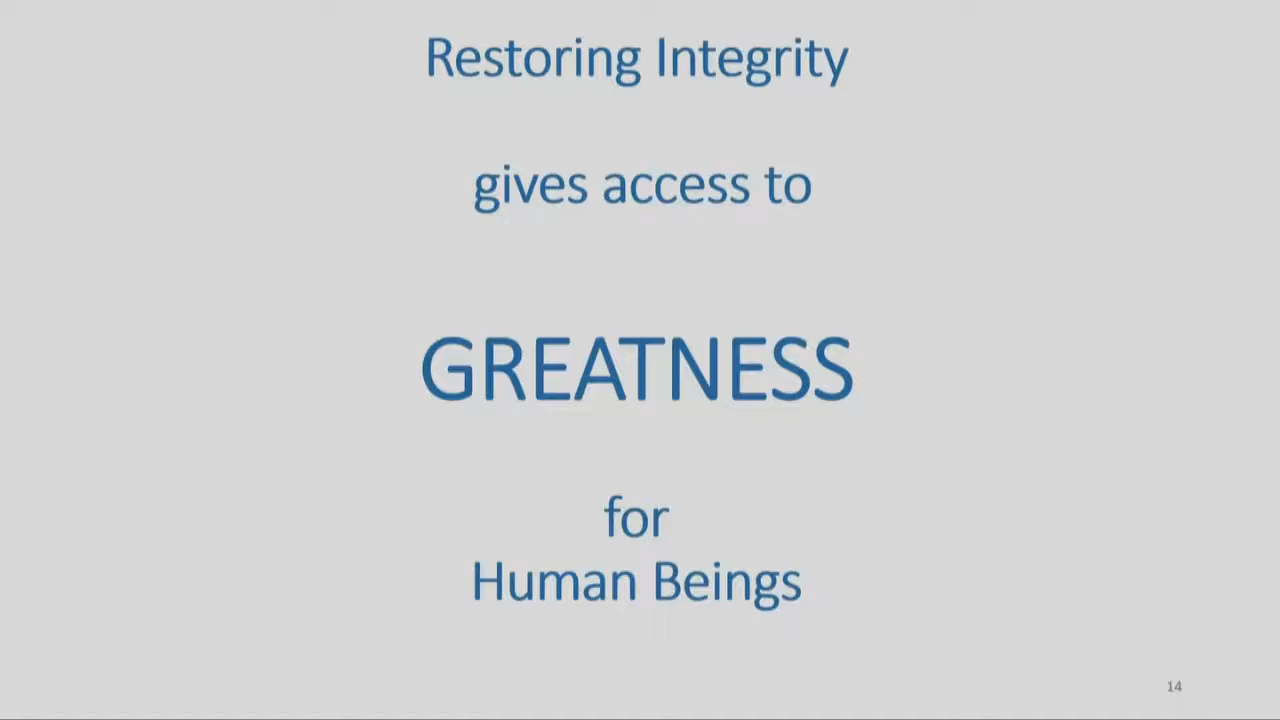 Restoring Integrity
gives access to
GREATNESS
for
Human Beings
14